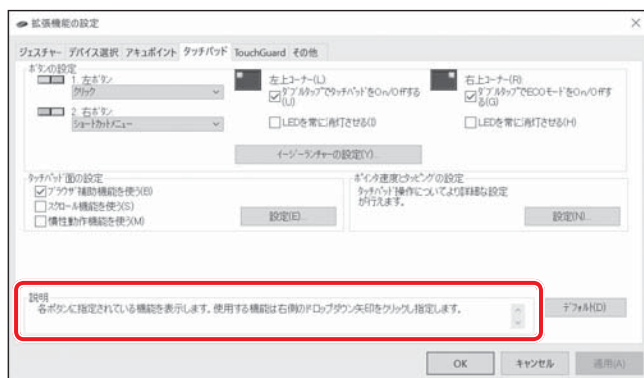 拡張機能の設定
ジェスチャー デバイス選択 アキュポイント タッチパッド TouchGuard その他
ボタンの設定
1. 左ボタン
クリック
2. 右ボタン
ショートカットメニュー
左上コーナー(L)
ダブルタップでタッチパッドをOn/Offする(U)
LEDを常に消灯させる(I)
右上コーナー(R)
ダブルタップでECOモードをOn/Offする(G)
LEDを常に消灯させる(H)
イージーランチャーの設定(Y)...
タッチパッド面の設定
ブラウザ補助機能を使う(B)
スクロール機能を使う(S)
慣性動作機能を使う(M)
設定(E)...
ポインタ速度とタッピングの設定
タッチパッド操作についてより詳細な設定
が行えます。
設定(N)...
説明
各ボタンに指定されている機能を表示します。使用する機能は右側のドロップダウン矢印をクリックし指定します。
デフォルト(D)
OK キャンセル 適用(A)